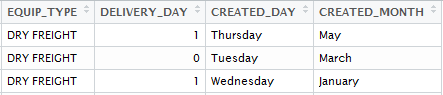 EQUIP_TYPE DELIVERY_DAY CREATED_DAY CREATED_MONTH
DRY FREIGHT 1 Thursday May
DRY FREIGHT 0 Tuesday March
DRY FREIGHT 1 Wednesday January